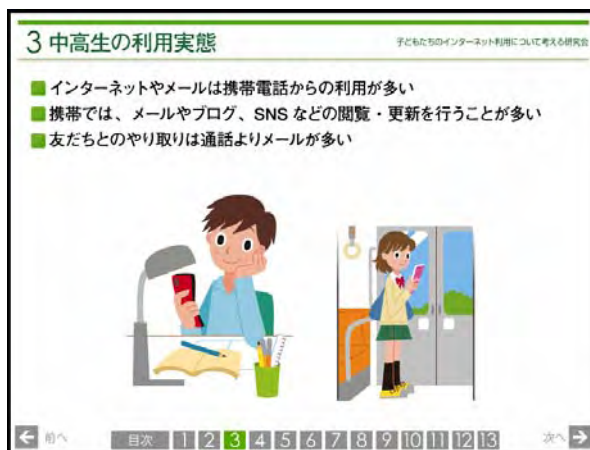 3 中高生の利用実態
子どもたちのインターネット利用について考える研究会
インターネットやメールは携帯電話からの利用が多い
携帯では、メールやブログ、SNS などの閲覧・更新を行うことが多い
友だちとのやり取りは通話よりメールが多い
前へ 目次 1 2 3 4 5 6 7 8 9 10 11 12 13 次へ